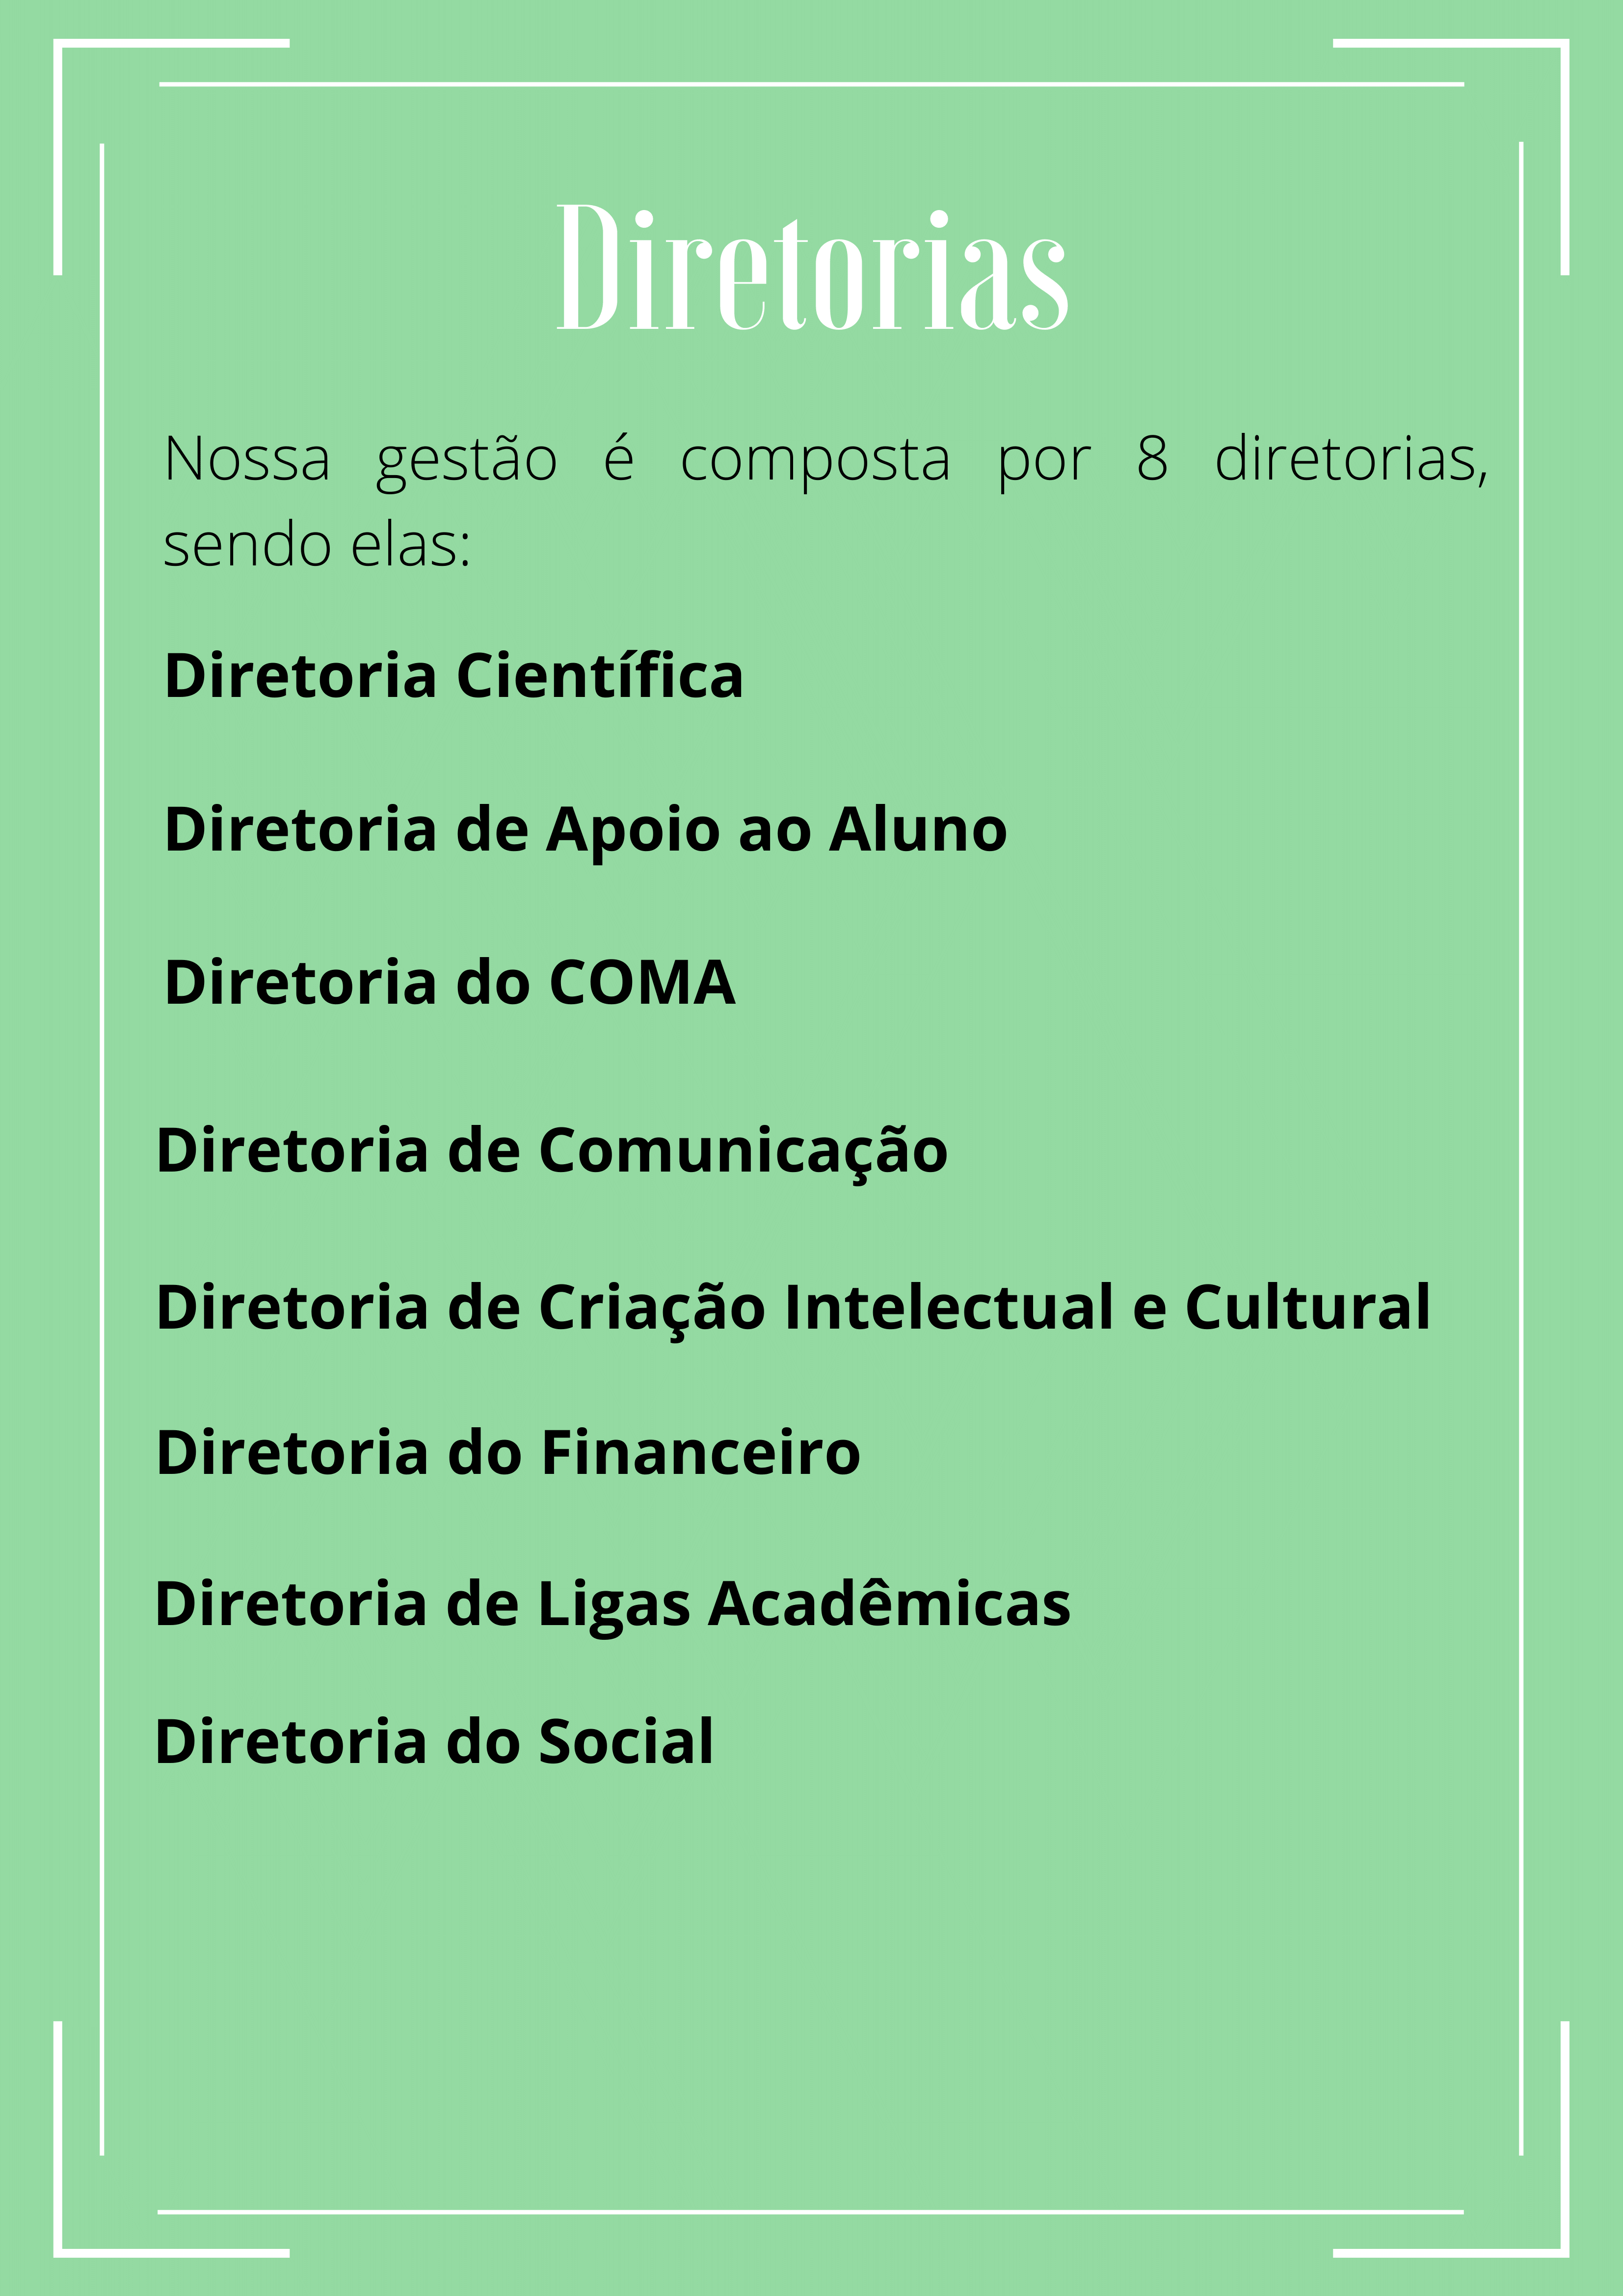 Diretorias
Nossa gestão é composta por 8 diretorias,
sendo elas:
Diretoria Científica
Diretoria de Apoio ao Aluno
Diretoria do COMA
Diretoria de Comunicação
Diretoria de Criação Intelectual e Cultural
Diretoria do Financeiro
Diretoria de Ligas Acadêmicas
Diretoria do Social